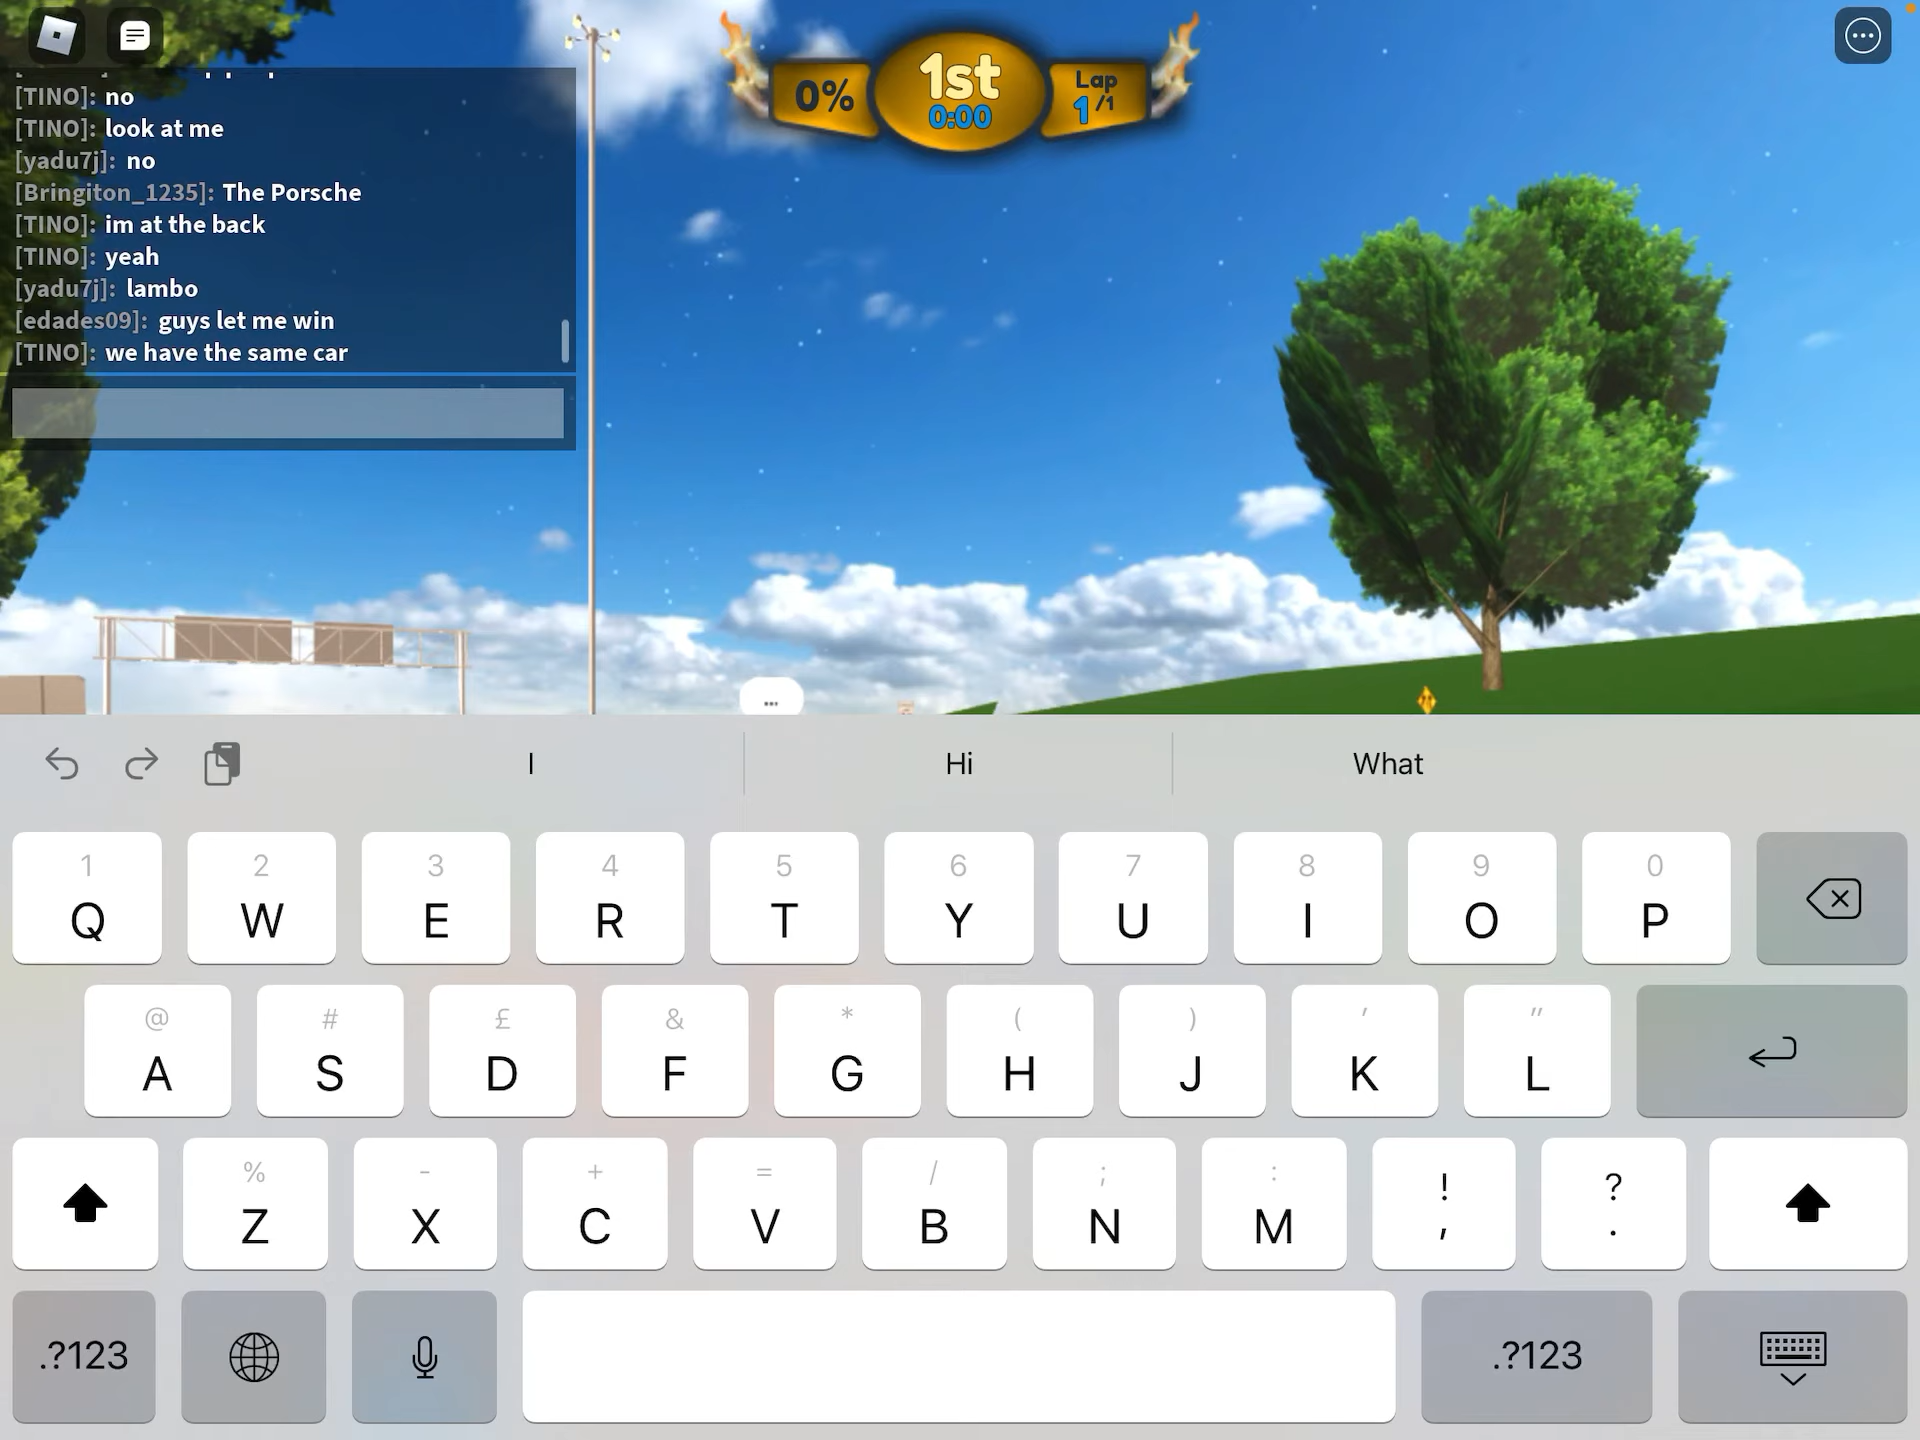 0%
1st
0:00
Lap
1/1
[TINO]: no
[TINO]: look at me
[yadu7j]: no
[Bringiton_1235]: The Porsche
[TINO]: im at the back
[TINO]: yeah
[yadu7j]: lambo
[edades09]: guys let me win
[TINO]: we have the same car
...
I Hi What
1 2 3 4 5 6 7 8 9 0
Q W E R T Y U I O P
@ # £ & * ( ) ' "
A S D F G H J K L
% - + = / ; : ! ?
Z X C V B N M , .
.?123 .?123